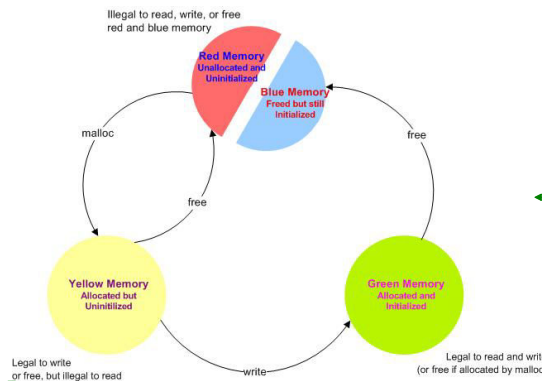 Illegal to read, write, or free
red and blue memory
Red Memory
Unallocated and
Uninitialized
Blue Memory
Freed but still
Initialized
malloc
free
free
Yellow Memory
Allocated but
Uninitilized
Green Memory
Allocated and
Initialized
Legal to write
or free, but illegal to read
write
Legal to read and writ
(or free if allocated by malloc